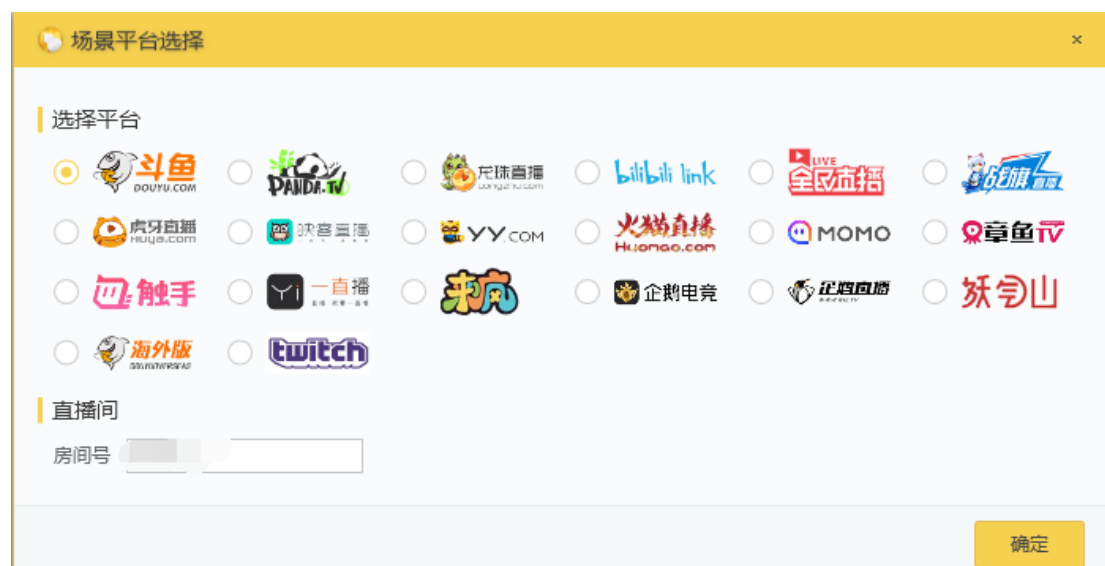 场景平台选择 ×
选择平台
斗鱼 DOUYU.COM PANDA.TV 龙珠直播 Longzhu.com bilibili link LIVE 全民直播 战旗 直播
虎牙直播 HUYA.COM 映客直播 YY.COM 火猫直播 Huomao.com MOMO 章鱼TV
触手 Yi 一直播 来疯 企鹅电竞 企鹅直播 妖气山
海外版 twitch
直播间
房间号
确定